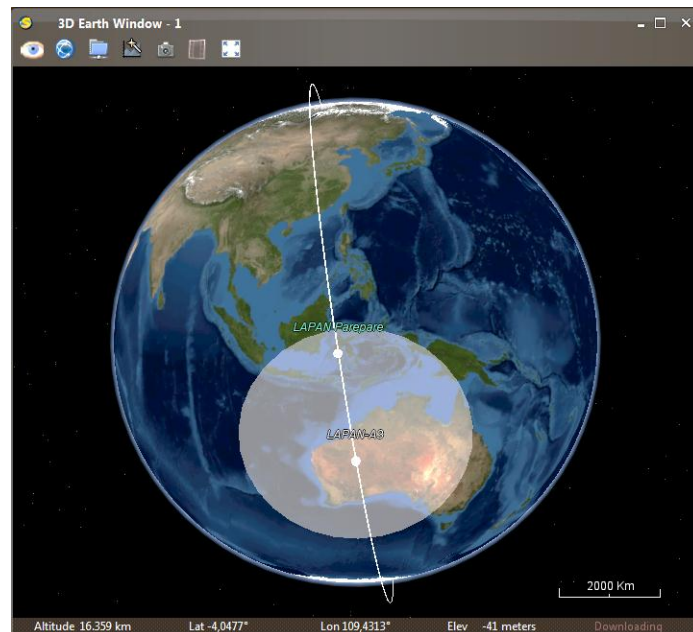 3D Earth Window - 1
LAPAN Parepare
LAPAN-A3
2000 Km
Altitude 16.359 km Lat -4,0477° Lon 109,4313° Elev -41 meters Downloading